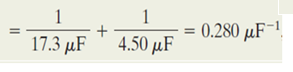 = 1/17.3 μF + 1/4.50 μF = 0.280 μF⁻¹